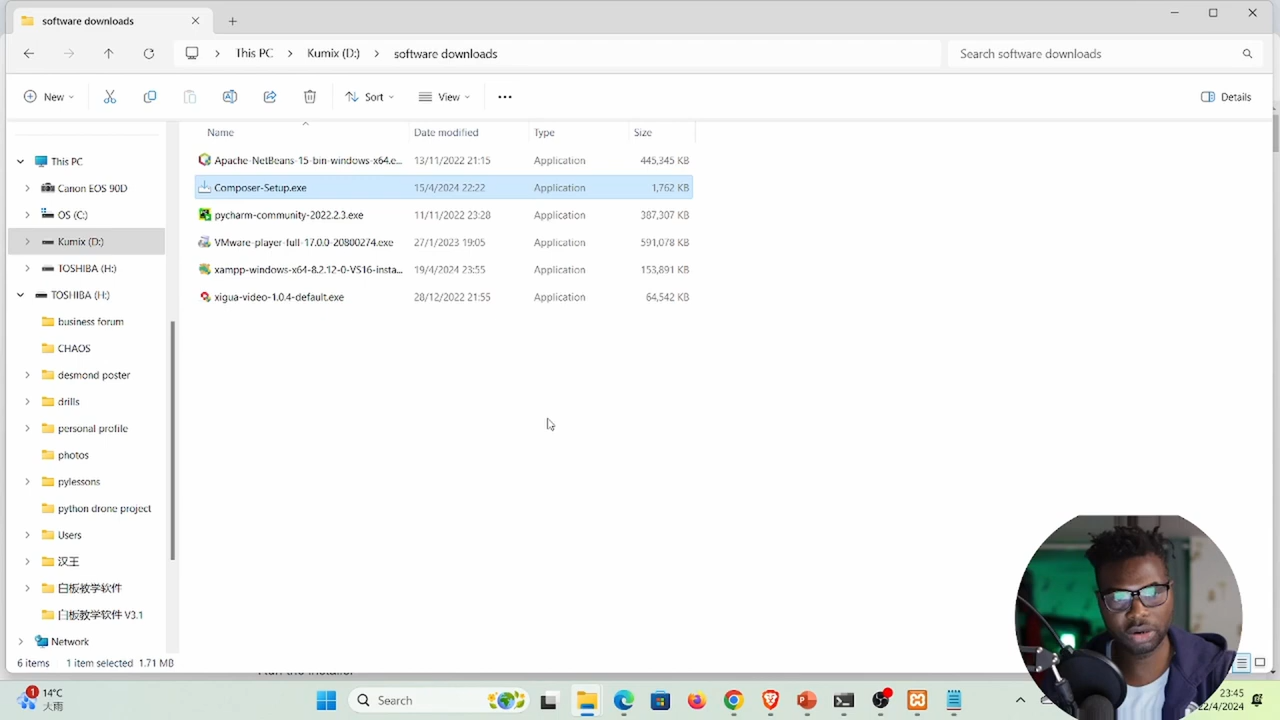 software downloads
This PC
Kumix (D:)
software downloads
Search software downloads
New
Sort
View
Details
Name
Date modified
Type
Size
Apache-NetBeans-15-bin-windows-x64.e...
13/11/2022 21:15
Application
445,345 KB
Composer-Setup.exe
15/4/2024 22:22
Application
1,762 KB
pycharm-community-2022.2.3.exe
11/11/2022 23:28
Application
387,307 KB
VMware-player-full-17.0.0-20800274.exe
27/1/2023 19:05
Application
591,078 KB
xampp-windows-x64-8.2.12-0-VS16-insta...
19/4/2024 23:55
Application
153,891 KB
xigua-video-1.0.4-default.exe
28/12/2022 21:55
Application
64,542 KB
This PC
Canon EOS 90D
OS (C:)
Kumix (D:)
TOSHIBA (H:)
TOSHIBA (H:)
business forum
CHAOS
desmond poster
drills
personal profile
photos
pylessons
python drone project
Users
汉王
白板教学软件
白板教学软件 V3.1
Network
6 items
1 item selected 1.71 MB
1
14°C
大雨
Search
23:45
22/4/2024